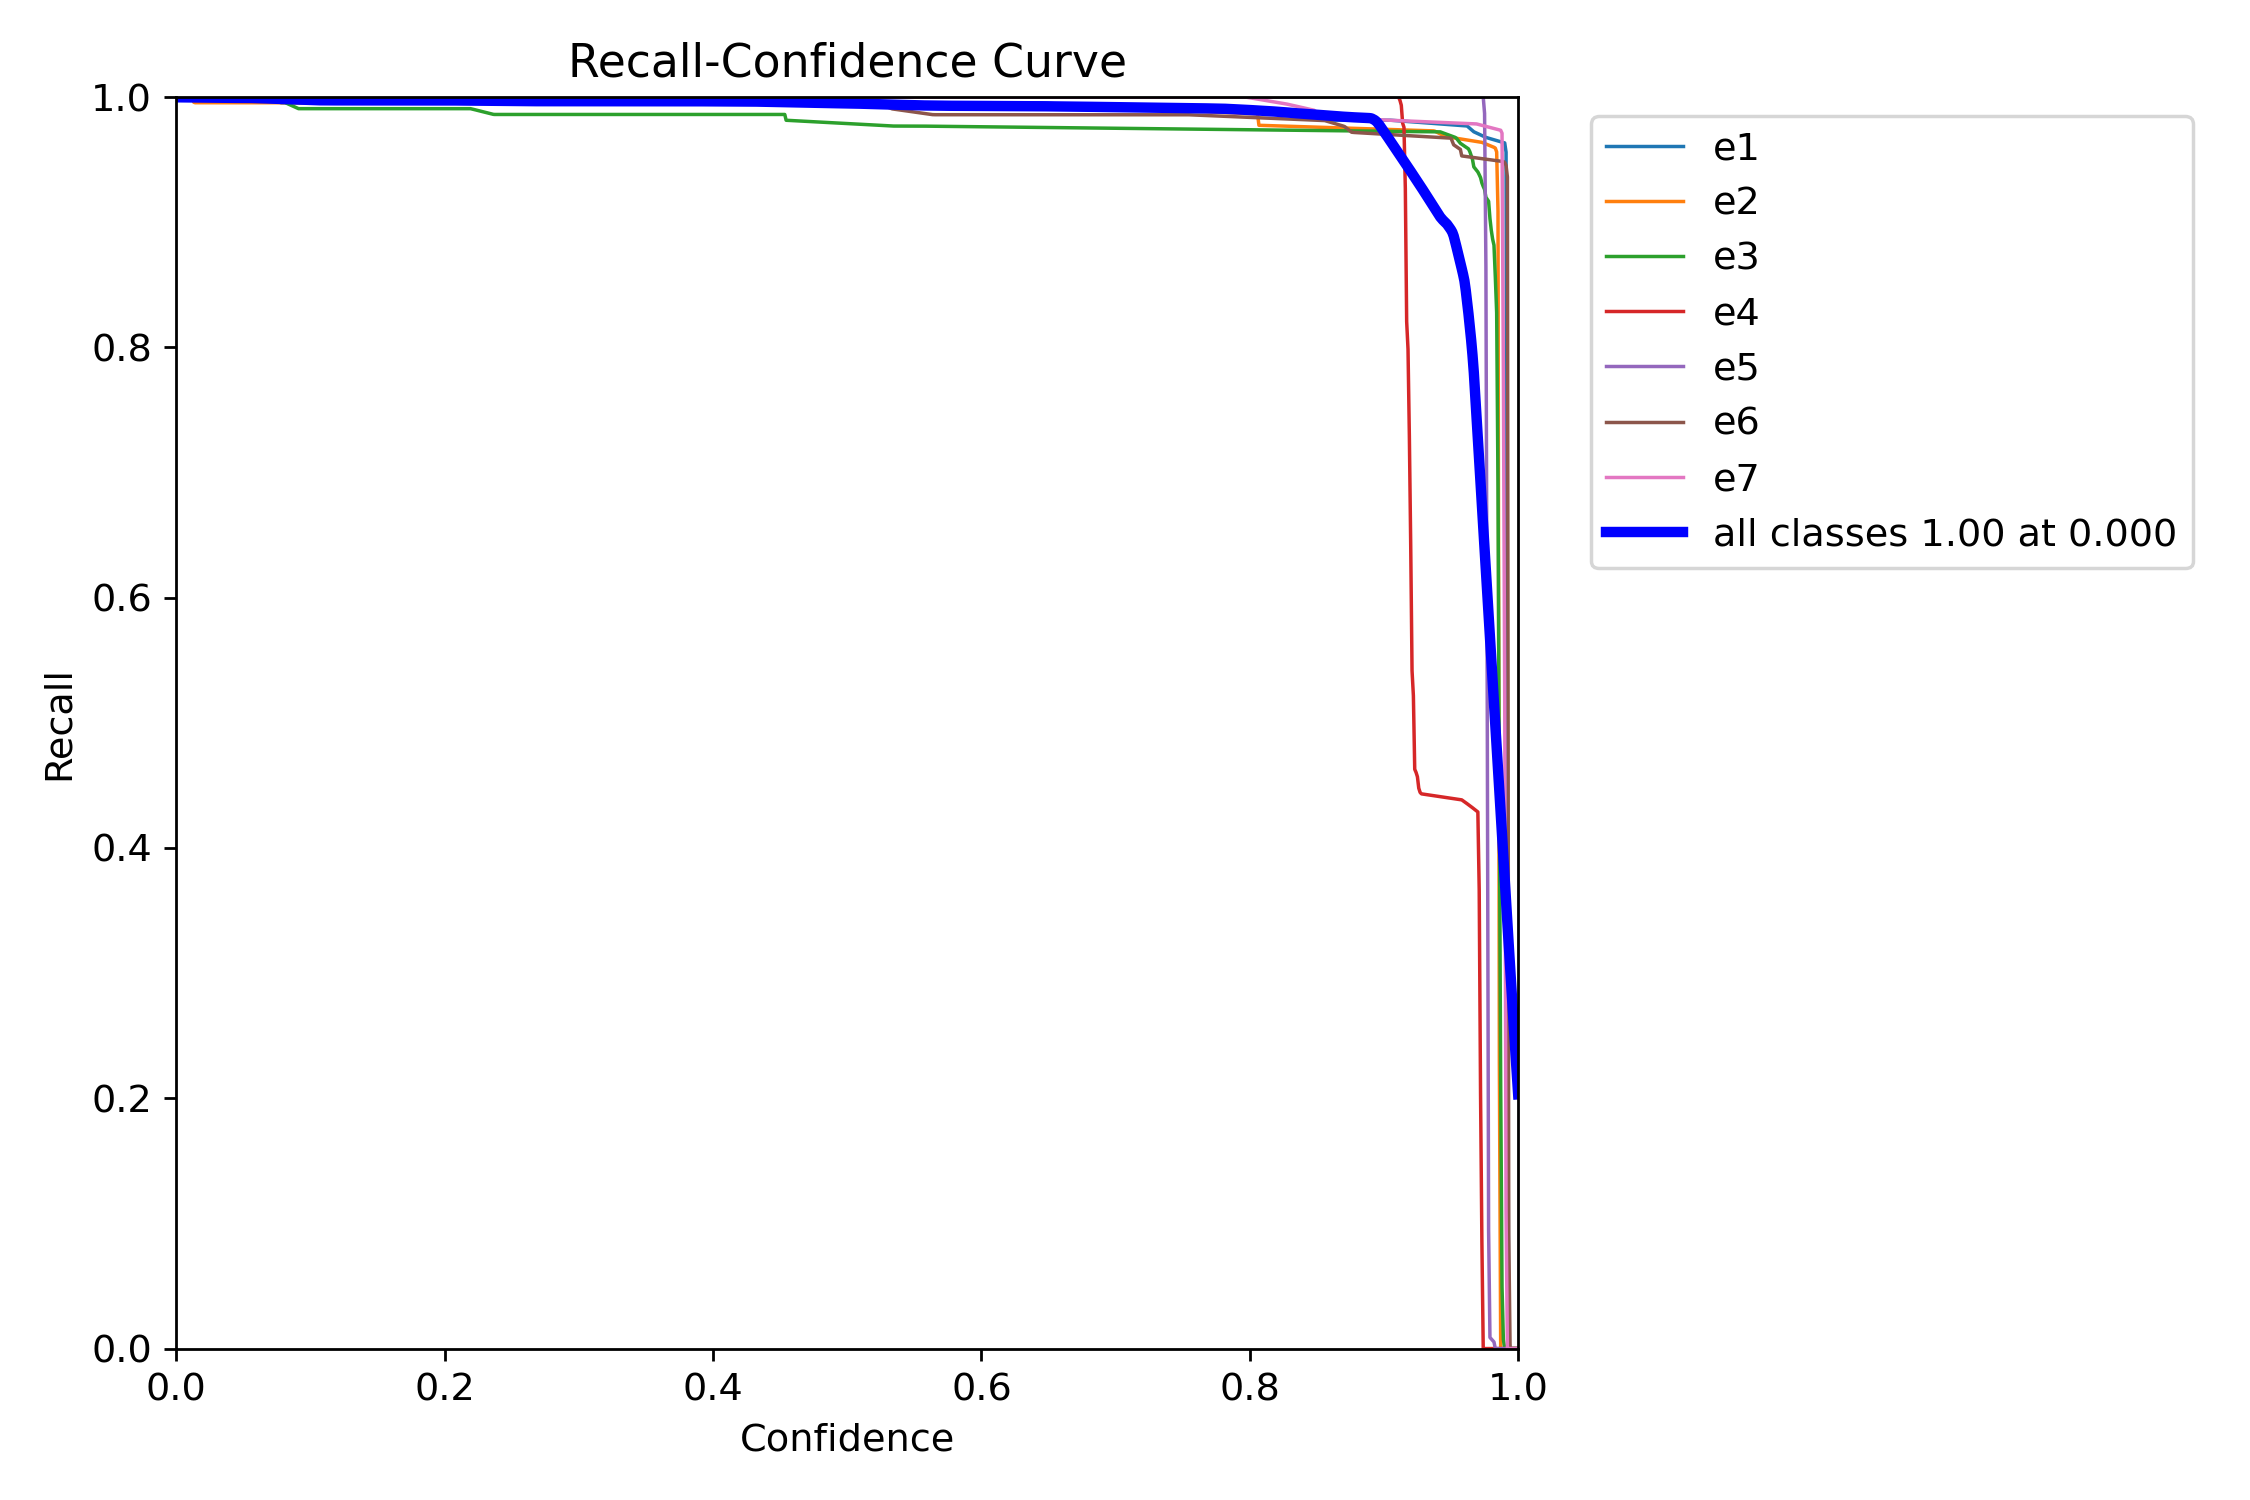 Recall-Confidence Curve
1.0
0.8
0.6
0.4
0.2
0.0
Recall
0.0 0.2 0.4 0.6 0.8 1.0
Confidence
e1
e2
e3
e4
e5
e6
e7
all classes 1.00 at 0.000